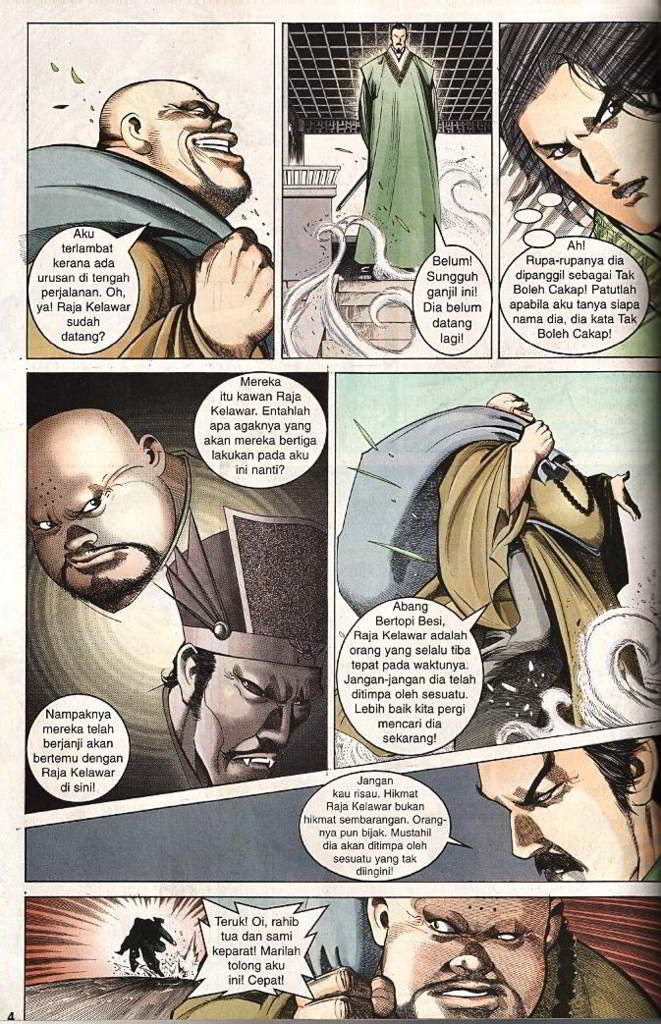 Aku
terlambat
kerana ada
urusan di tengah
perjalanan. Oh,
ya! Raja Kelawar
sudah
datang?
Belum!
Sungguh
ganjil ini!
Dia belum
datang
lagi!
Ah!
Rupa-rupanya dia
dipanggil sebagai Tak
Boleh Cakap! Patutlah
apabila aku tanya siapa
nama dia, dia kata Tak
Boleh Cakap!
Mereka
itu kawan Raja
Kelawar. Entahlah
apa agaknya yang
akan mereka bertiga
lakukan pada aku
ini nanti?
Nampaknya
mereka telah
berjanji akan
bertemu dengan
Raja Kelawar
di sini!
Abang
Bertopi Besi,
Raja Kelawar adalah
orang yang selalu tiba
tepat pada waktunya.
Jangan-jangan dia telah
ditimpa oleh sesuatu.
Lebih baik kita pergi
mencari dia
sekarang!
Jangan
kau risau. Hikmat
Raja Kelawar bukan
hikmat sembarangan. Orang-
nya pun bijak. Mustahil
dia akan ditimpa oleh
sesuatu yang tak
diingini!
Teruk! Oi, rahib
tua dan sami
keparat! Marilah
tolong aku
ini! Cepat!
4